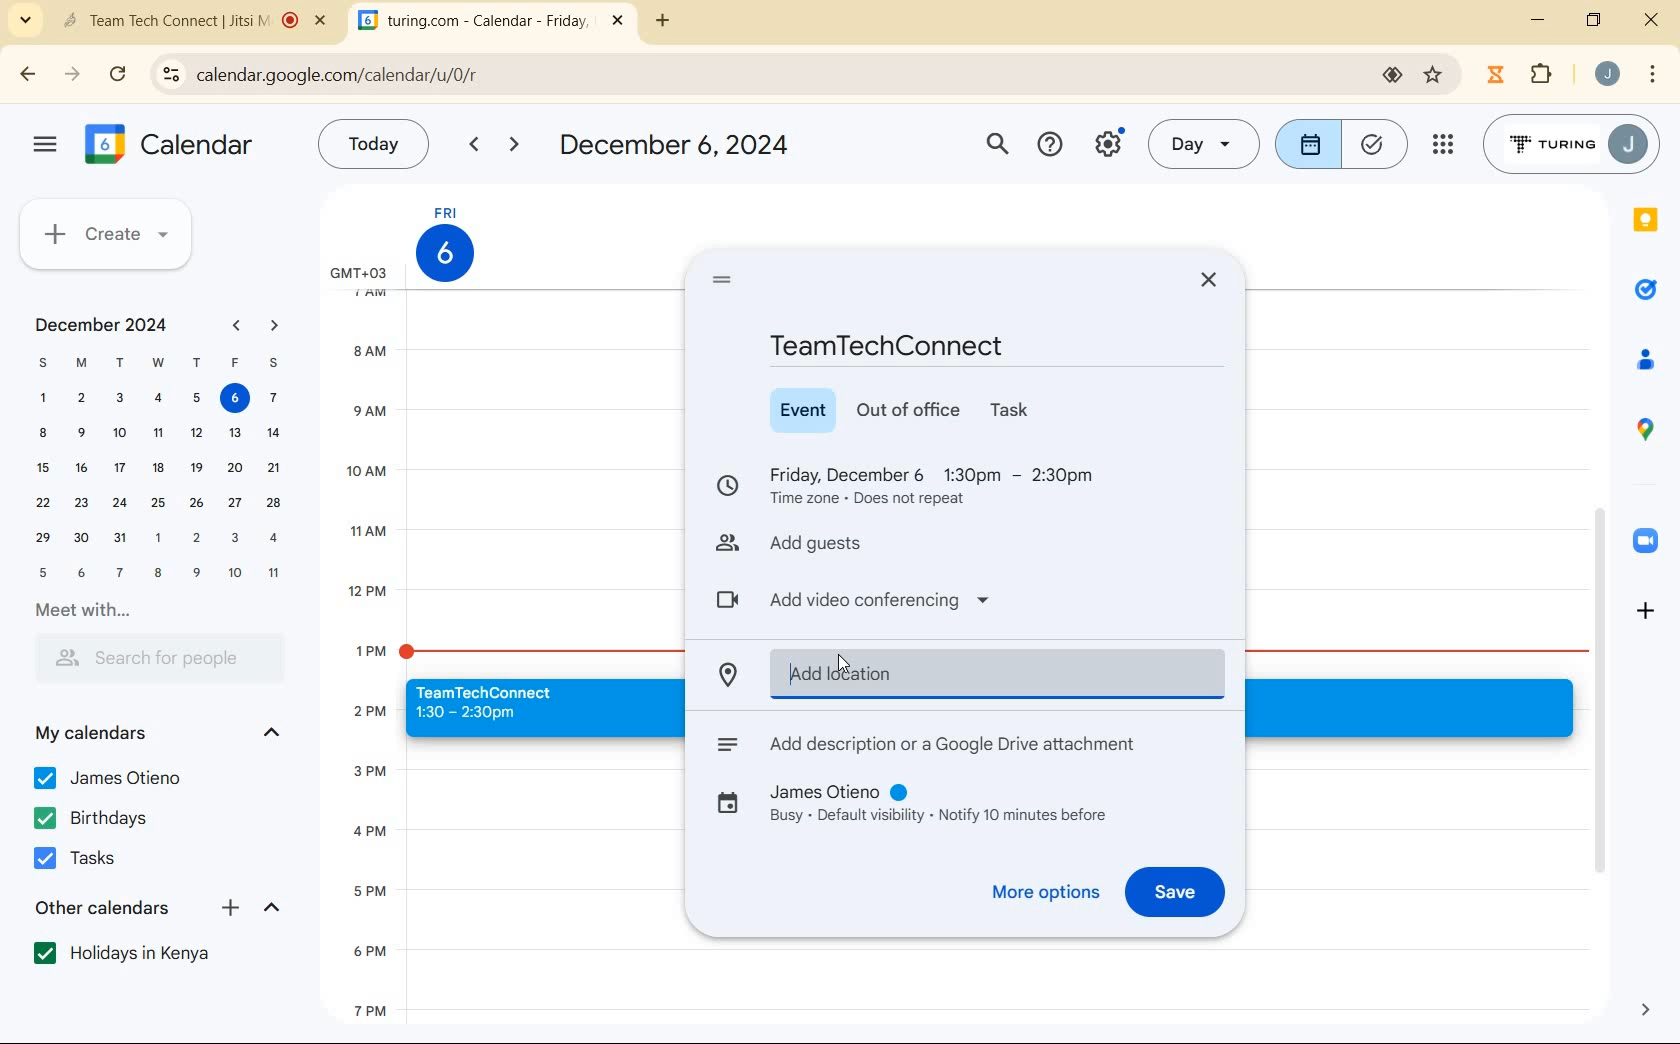 Team Tech Connect | Jitsi M
turing.com - Calendar - Friday,
calendar.google.com/calendar/u/0/r
J
6
Calendar
Today
December 6, 2024
Day
TURING
J
Create
FRI
6
GMT+03
7 AM
8 AM
9 AM
10 AM
11 AM
12 PM
1 PM
2 PM
3 PM
4 PM
5 PM
6 PM
7 PM
December 2024
S M T W T F S
1 2 3 4 5 6 7
8 9 10 11 12 13 14
15 16 17 18 19 20 21
22 23 24 25 26 27 28
29 30 31 1 2 3 4
5 6 7 8 9 10 11
Meet with...
Search for people
My calendars
James Otieno
Birthdays
Tasks
Other calendars
Holidays in Kenya
TeamTechConnect
1:30 – 2:30pm
TeamTechConnect
Event Out of office Task
Friday, December 6 1:30pm – 2:30pm
Time zone • Does not repeat
Add guests
Add video conferencing
Add location
Add description or a Google Drive attachment
James Otieno
Busy • Default visibility • Notify 10 minutes before
More options
Save